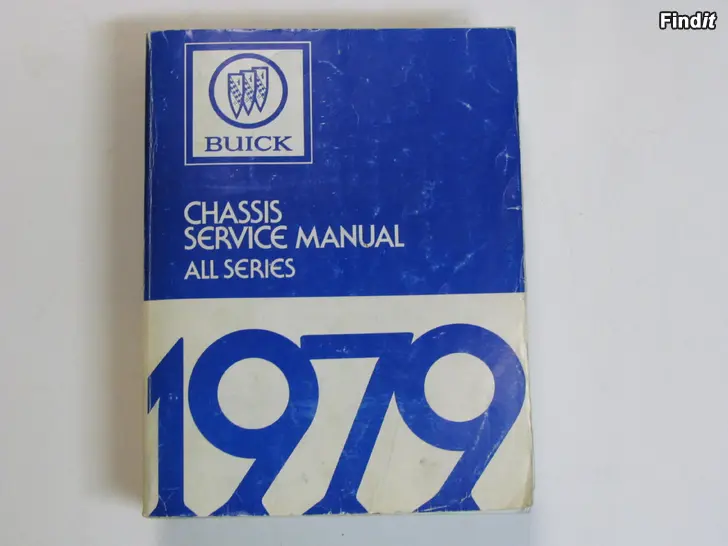 Findit
BUICK
CHASSIS
SERVICE MANUAL
ALL SERIES
1979